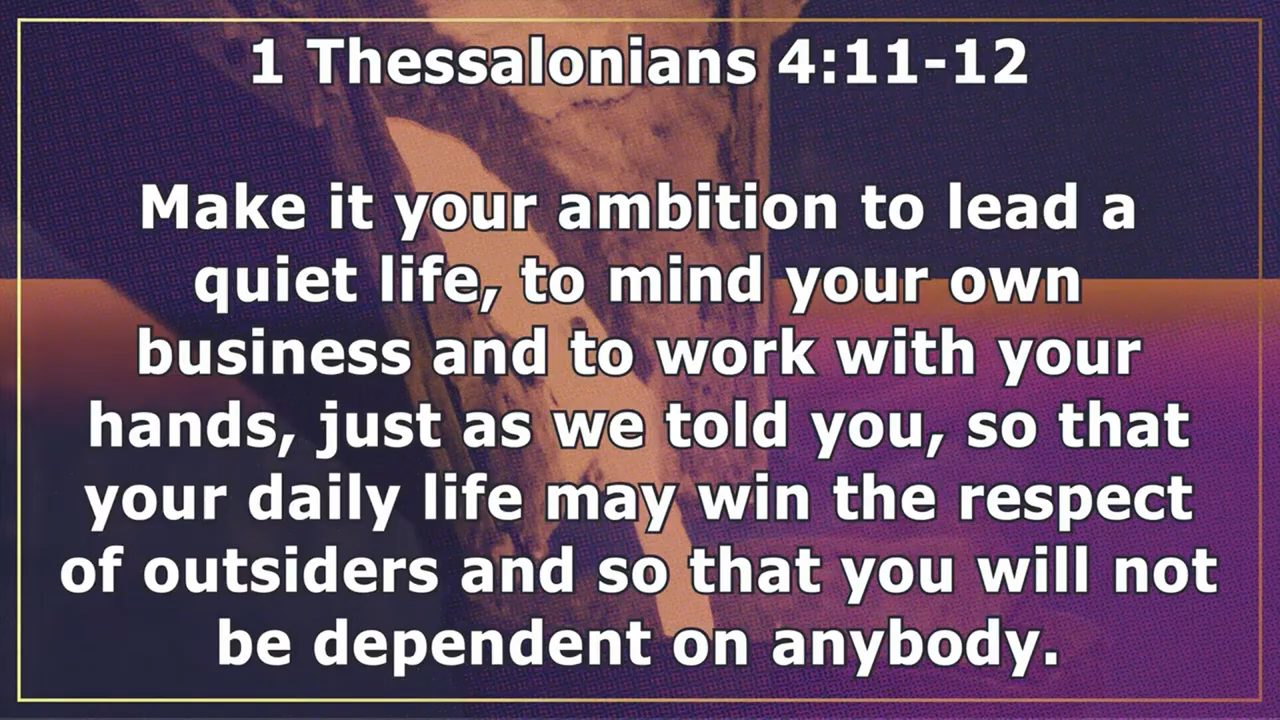 1 Thessalonians 4:11-12
Make it your ambition to lead a
quiet life, to mind your own
business and to work with your
hands, just as we told you, so that
your daily life may win the respect
of outsiders and so that you will not
be dependent on anybody.